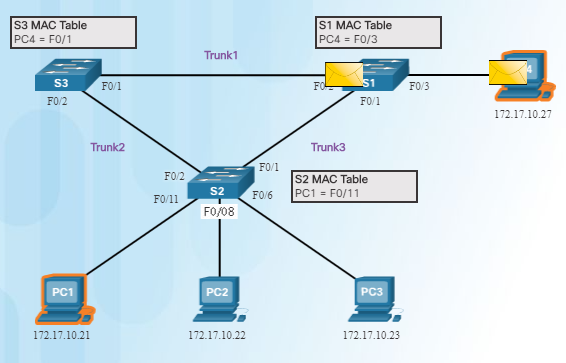 S3 MAC Table
PC4 = F0/1
S1 MAC Table
PC4 = F0/3
Trunk1
S3
F0/1
S1
F0/3
F0/2
F0/1
4
172.17.10.27
Trunk2
Trunk3
F0/2
F0/1
S2
F0/11
F0/6
F0/08
S2 MAC Table
PC1 = F0/11
PC1
PC2
PC3
172.17.10.21
172.17.10.22
172.17.10.23